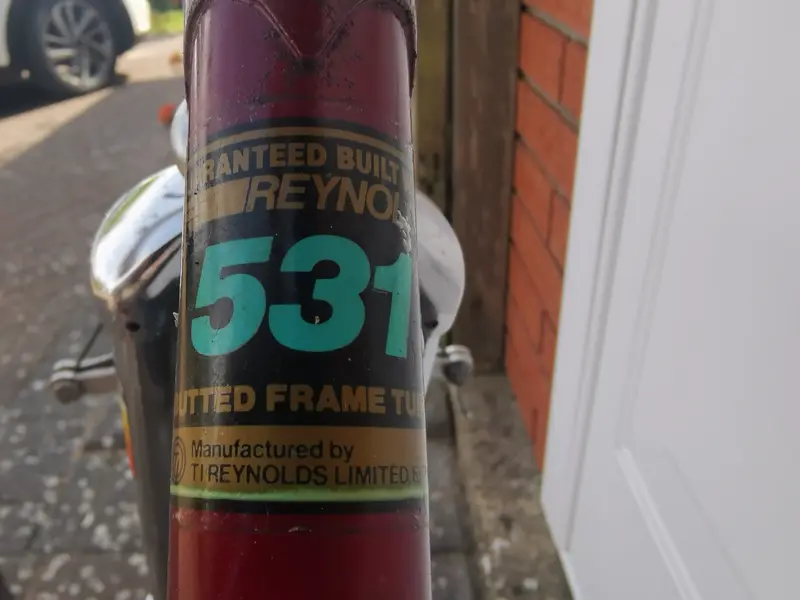 RANTEED BUILT
REYNOL
531
UTTED FRAME TU
Manufactured by
TI REYNOLDS LIMITED,